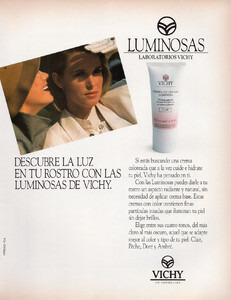 LUMINOSAS
LABORATORIOS VICHY
VICHY
DESCUBRE LA LUZ
EN TU ROSTRO CON LAS
LUMINOSAS DE VICHY.
Si estás buscando una crema
coloreada que a la vez cuide e hidrate
tu piel, Vichy ha pensado en ti.
Con las Luminosas puedes darle a tu
rostro un aspecto radiante y natural, sin
necesidad de aplicar crema base. Estas
cremas con color contienen finas
partículas irisadas que iluminan tu piel
sin dejar brillos.
Elige entre sus cuatro tonos, del más
claro al más oscuro, aquel que se adapte
mejor al color y tipo de tu piel: Clair,
Pêche, Doré y Ambré.
VICHY